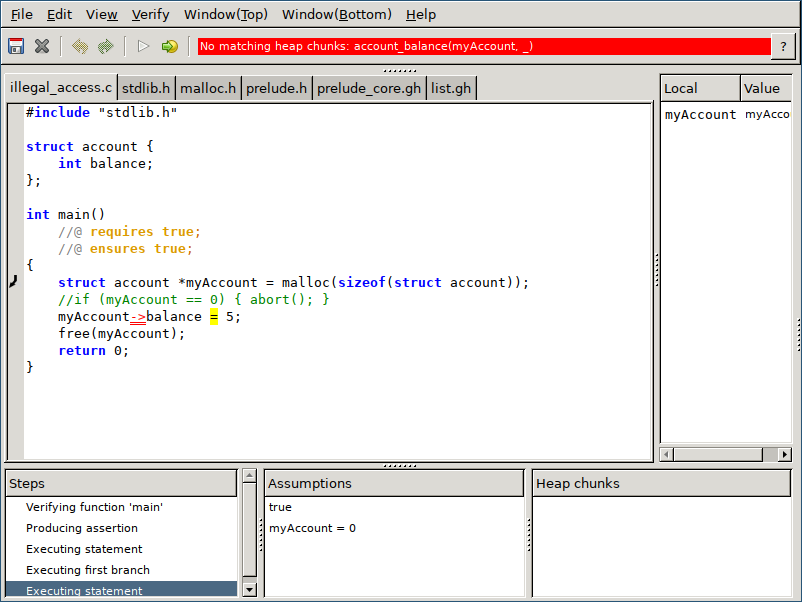 File Edit View Verify Window(Top) Window(Bottom) Help
No matching heap chunks: account_balance(myAccount, _) ?
illegal_access.c stdlib.h malloc.h prelude.h prelude_core.gh list.gh
Local Value
myAccount myAcco
#include "stdlib.h"
struct account {
int balance;
};
int main()
//@ requires true;
//@ ensures true;
{
struct account *myAccount = malloc(sizeof(struct account));
//if (myAccount == 0) { abort(); }
myAccount->balance = 5;
free(myAccount);
return 0;
}
Steps
Verifying function 'main'
Producing assertion
Executing statement
Executing first branch
Executing statement
Assumptions
true
myAccount = 0
Heap chunks